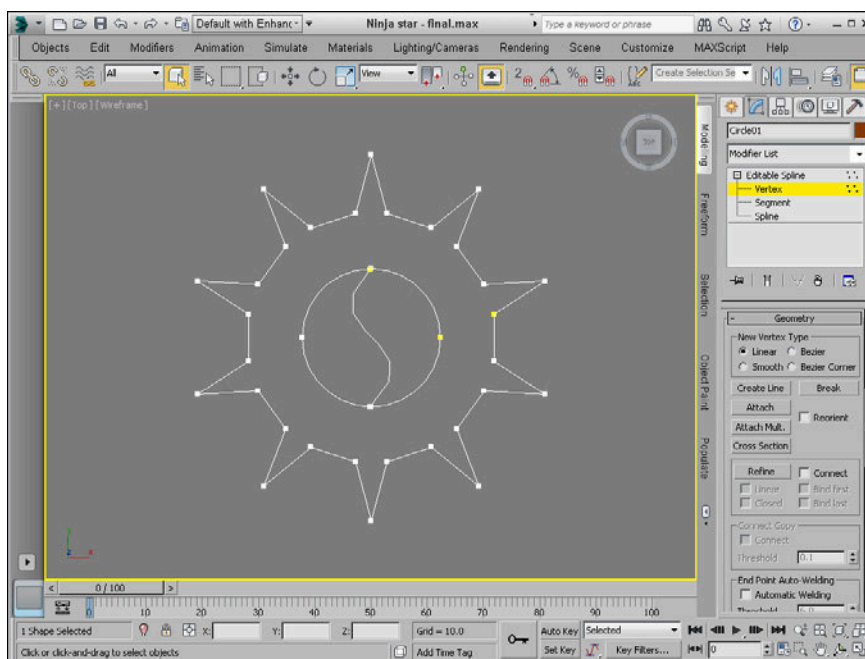 Default with Enhanc
Ninja star - final.max
Type a keyword or phrase
Objects Edit Modifiers Animation Simulate Materials Lighting/Cameras Rendering Scene Customize MAXScript Help
All
View
Create Selection Se
[+] [Top] [Wireframe]
TOP
Modeling
Freeform
Selection
Object Paint
Populate
Circle01
Modifier List
Editable Spline
Vertex
Segment
Spline
Geometry
New Vertex Type
Linear Bezier
Smooth Bezier Corner
Create Line Break
Attach
Reorient
Attach Mult.
Cross Section
Refine Connect
Linear Bind first
Closed Bind last
Connect Copy
Connect
Threshold 0.1
End Point Auto-Welding
Automatic Welding
0 / 100
0 10 20 30 40 50 60 70 80 90 100
1 Shape Selected X: Y: Z: Grid = 10.0 Auto Key Selected
Click or click-and-drag to select objects Add Time Tag Set Key Key Filters... 0